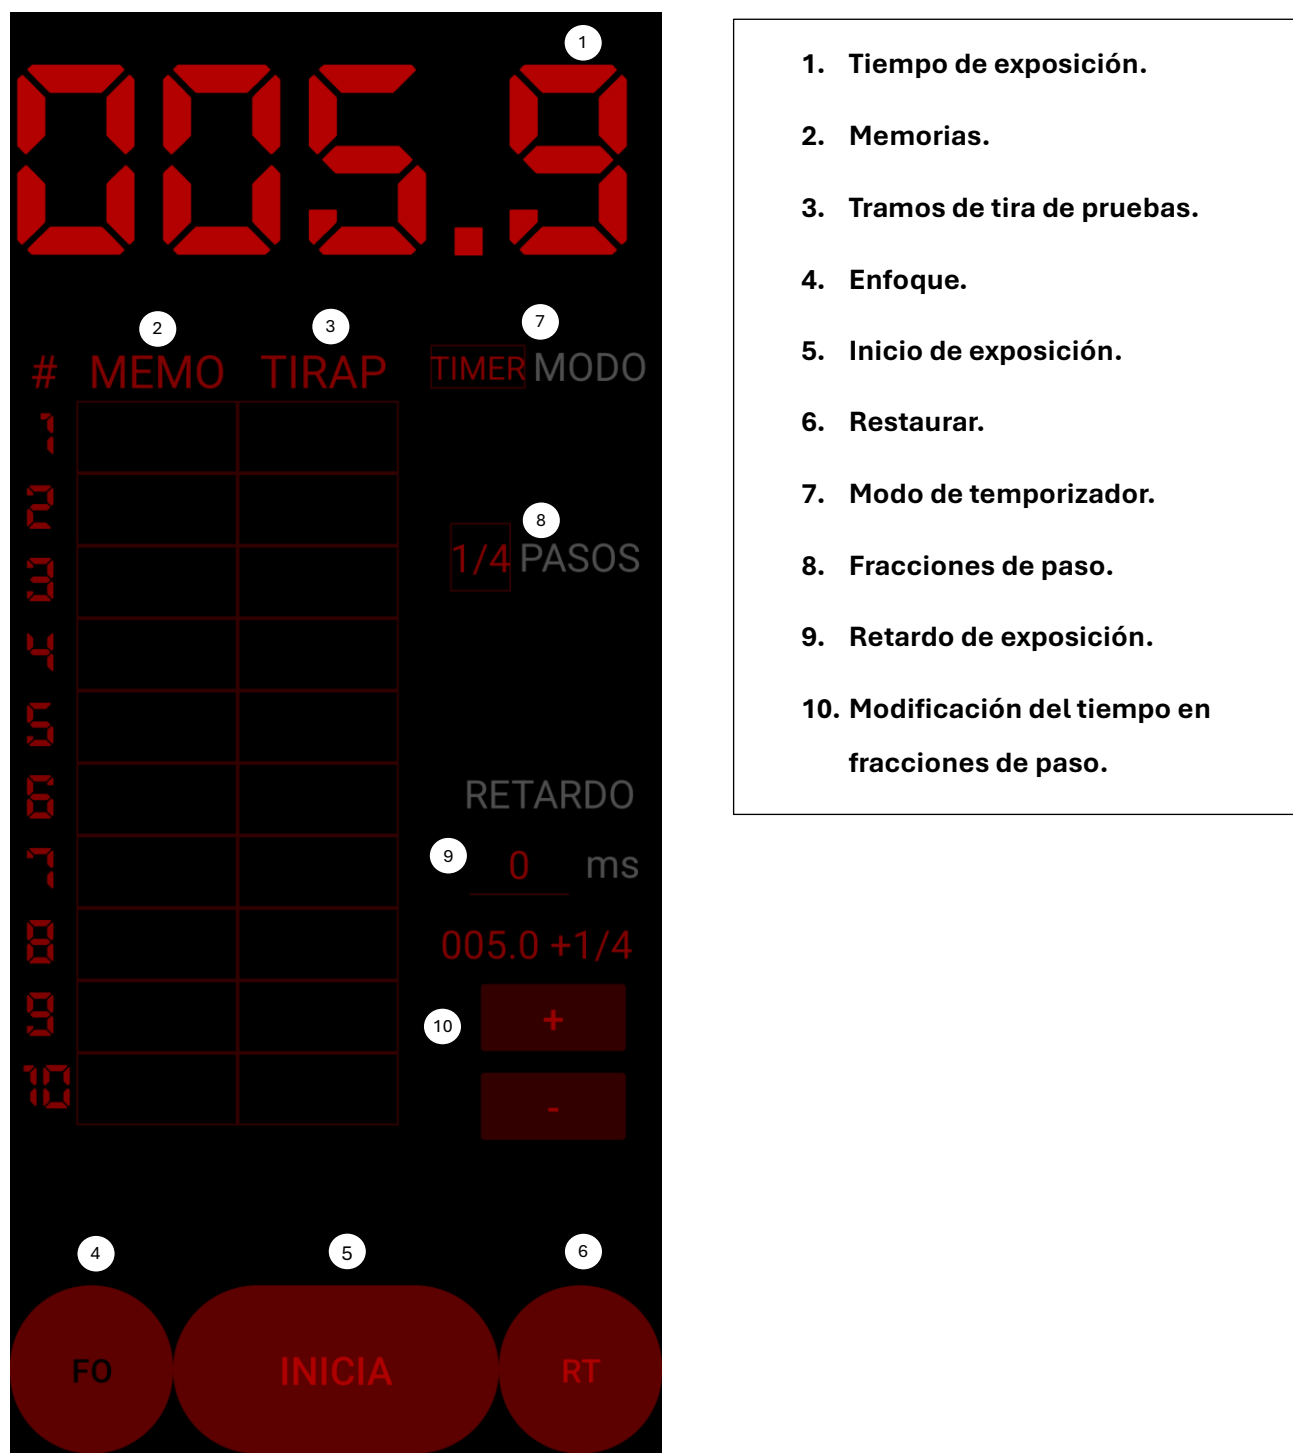 1
005.9
2
3
7
# MEMO TIRAP TIMER MODO
1
2
8
1/4 PASOS
3
4
5
6
RETARDO
7
9
0 ms
8
005.0 +1/4
9
10
+
10
-
4
5
6
FO
INICIA
RT
1. Tiempo de exposición.
2. Memorias.
3. Tramos de tira de pruebas.
4. Enfoque.
5. Inicio de exposición.
6. Restaurar.
7. Modo de temporizador.
8. Fracciones de paso.
9. Retardo de exposición.
10. Modificación del tiempo en
fracciones de paso.